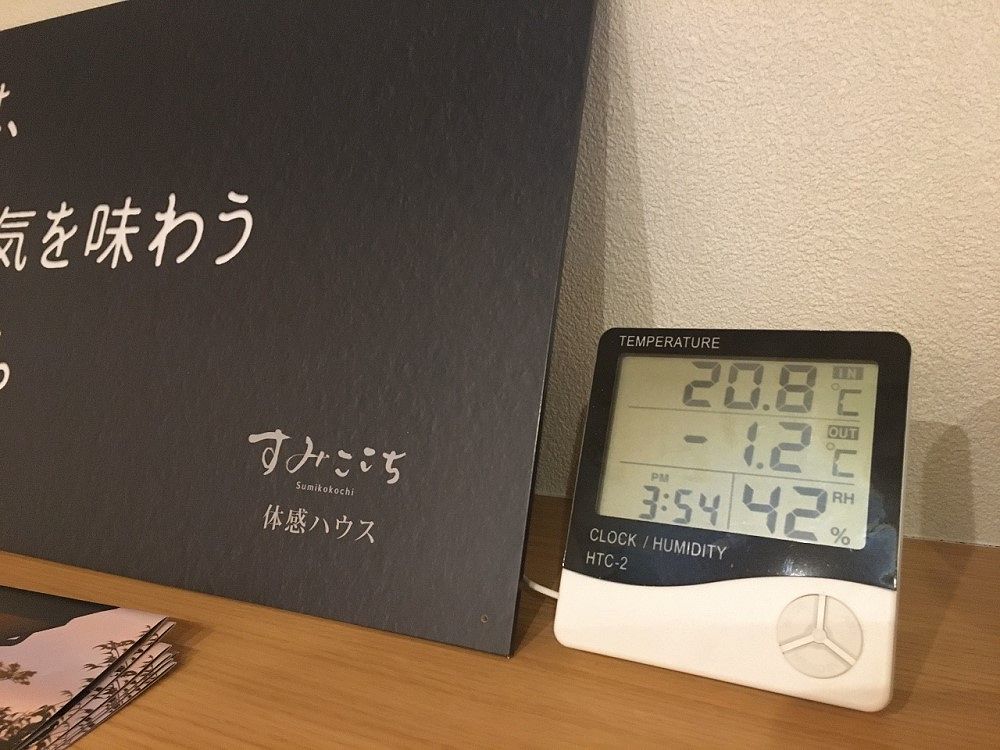 は、
気を味わう
。
すみここち
Sumikokochi
体感ハウス
TEMPERATURE
20.8 IN ℃
-1.2 OUT ℃
PM 3:54 42 RH %
CLOCK / HUMIDITY
HTC-2